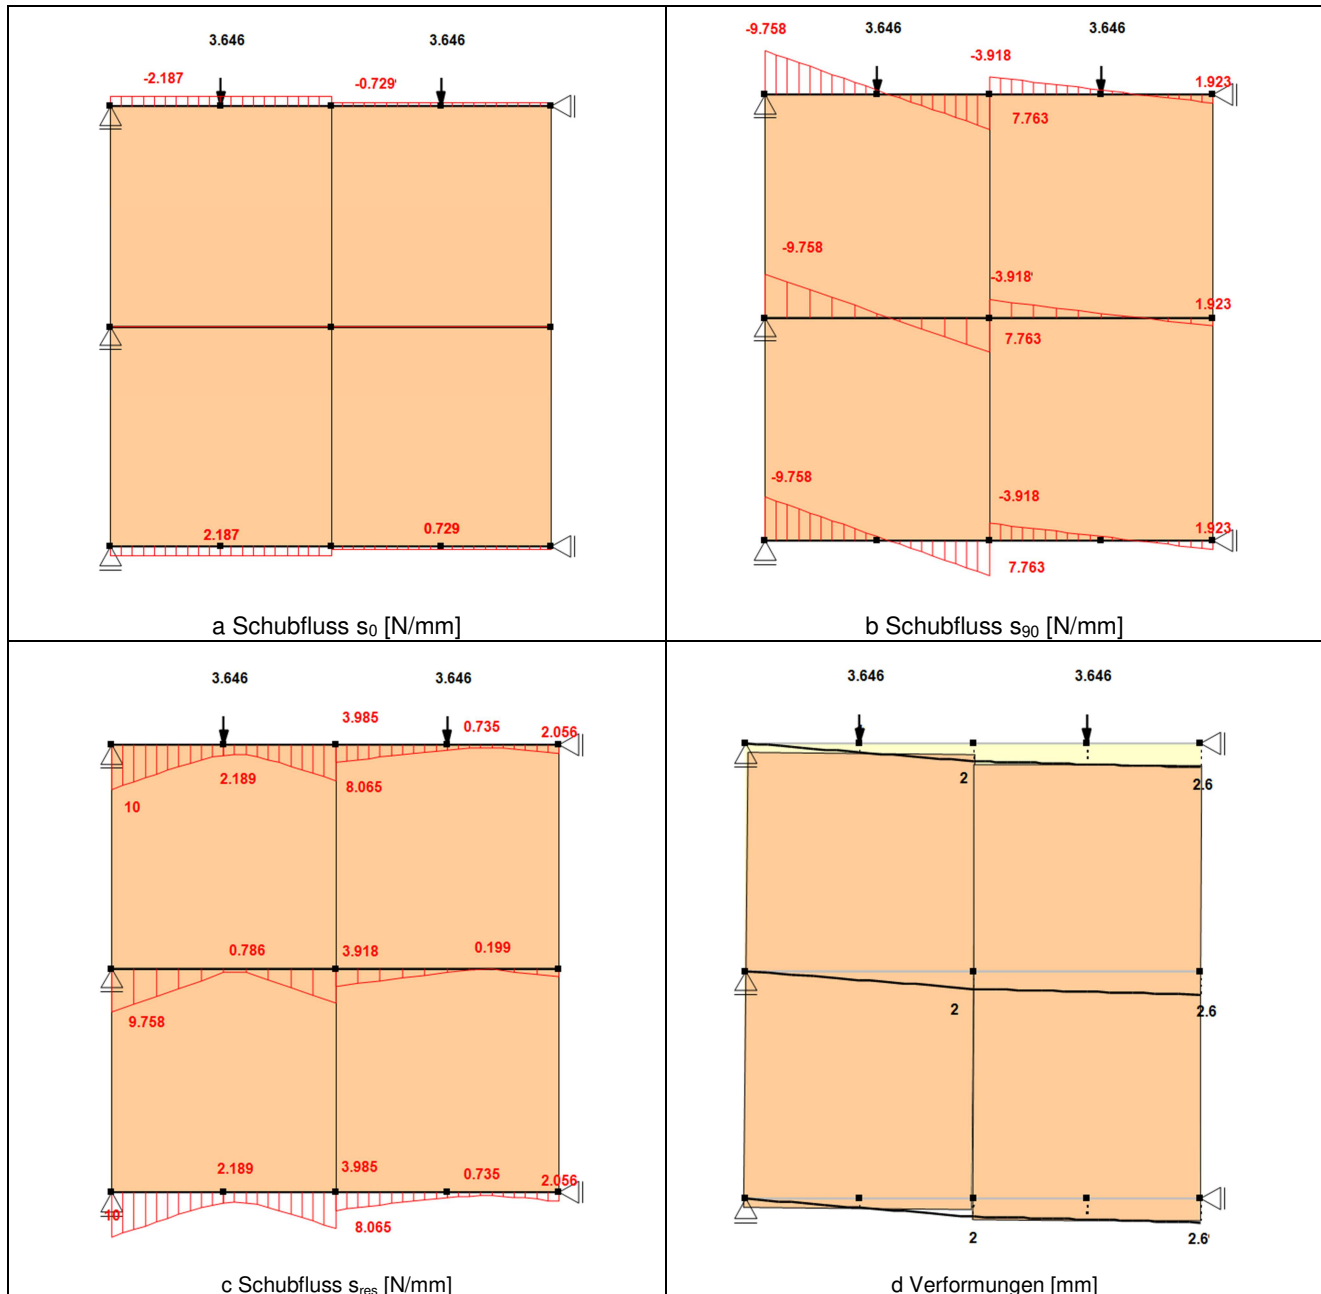 3.646 3.646
-2.187 -0.729
2.187 0.729
a Schubfluss s0 [N/mm]
-9.758 3.646 -3.918 3.646 1.923
7.763
-9.758 -3.918 1.923
7.763
-9.758 -3.918 1.923
7.763
b Schubfluss s90 [N/mm]
3.646 3.646
3.985 0.735 2.056
2.189 8.065
10
0.786 3.918 0.199
9.758
2.189 3.985 0.735 2.056
10 8.065
c Schubfluss sres [N/mm]
3.646 3.646
2 2.6
2 2.6
2 2.6
d Verformungen [mm]